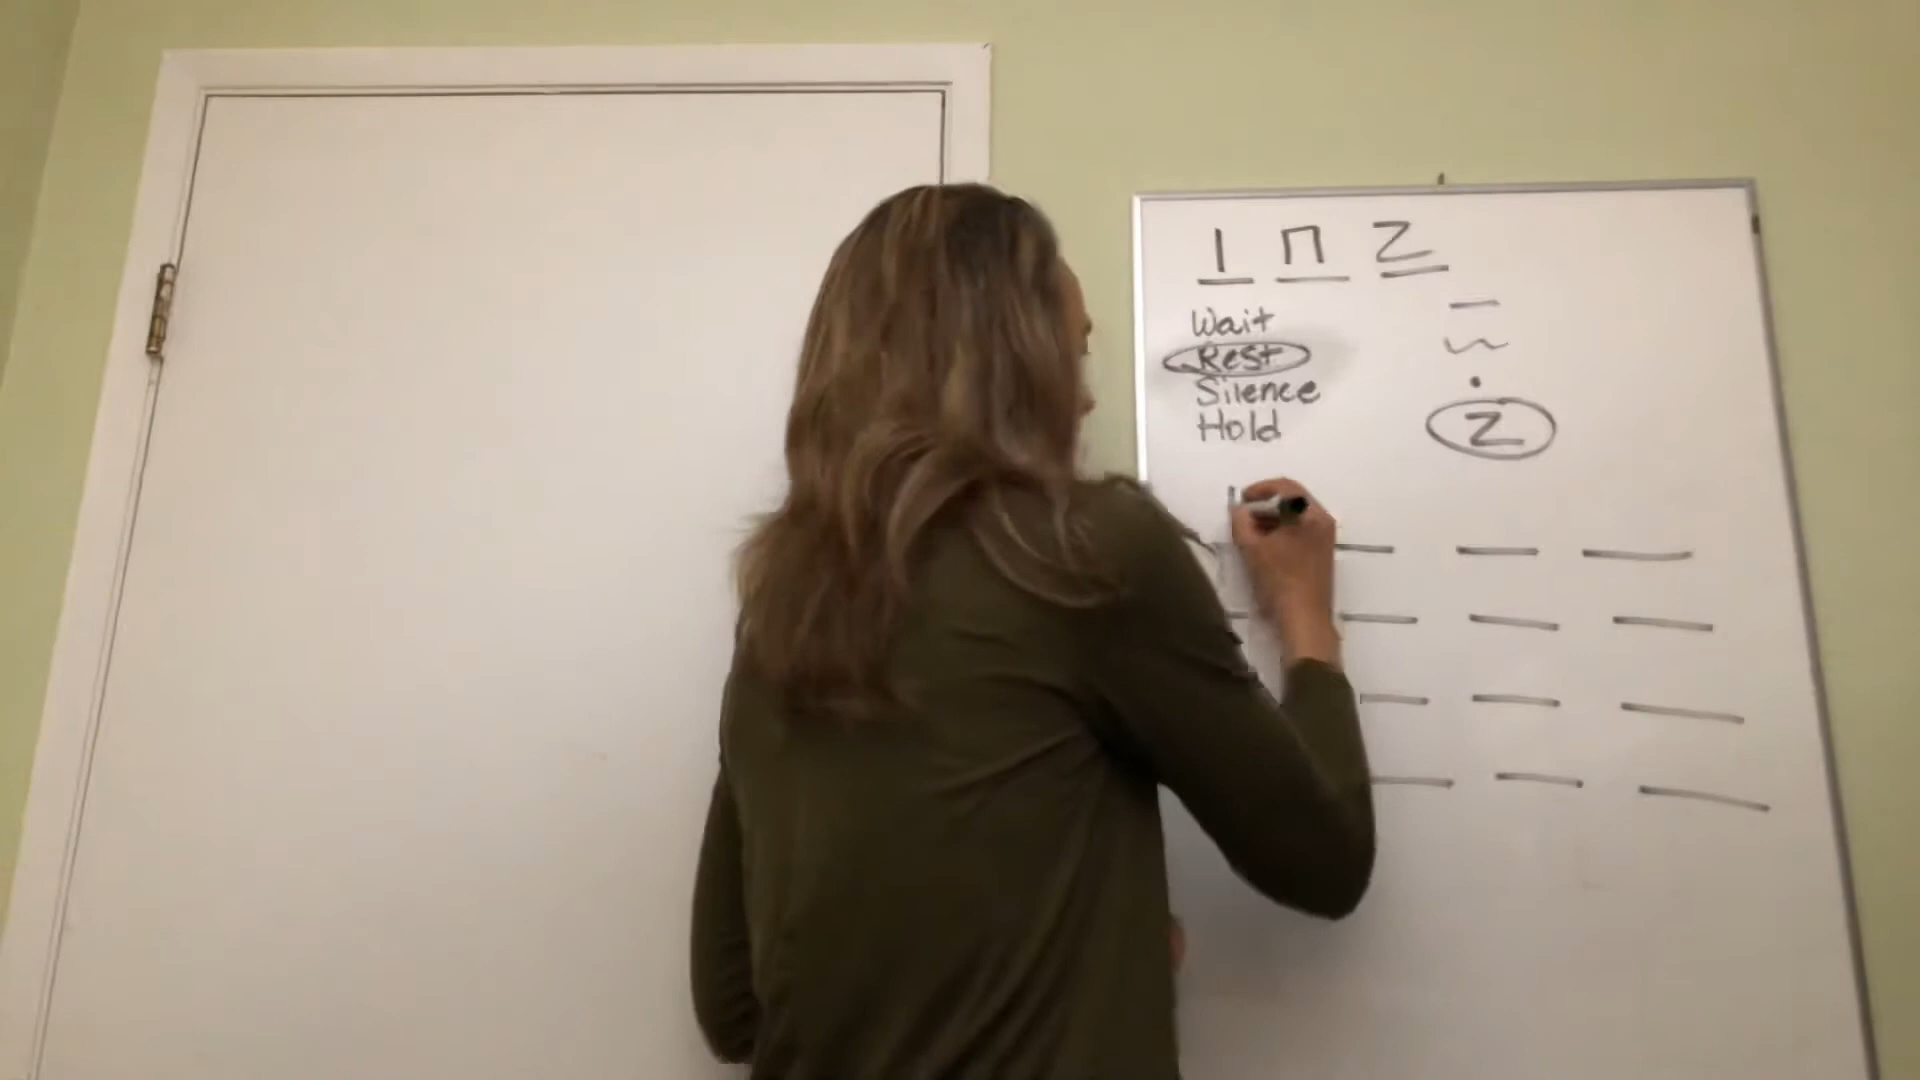 I Π Z
Wait
Rest
Silence
Hold
Z